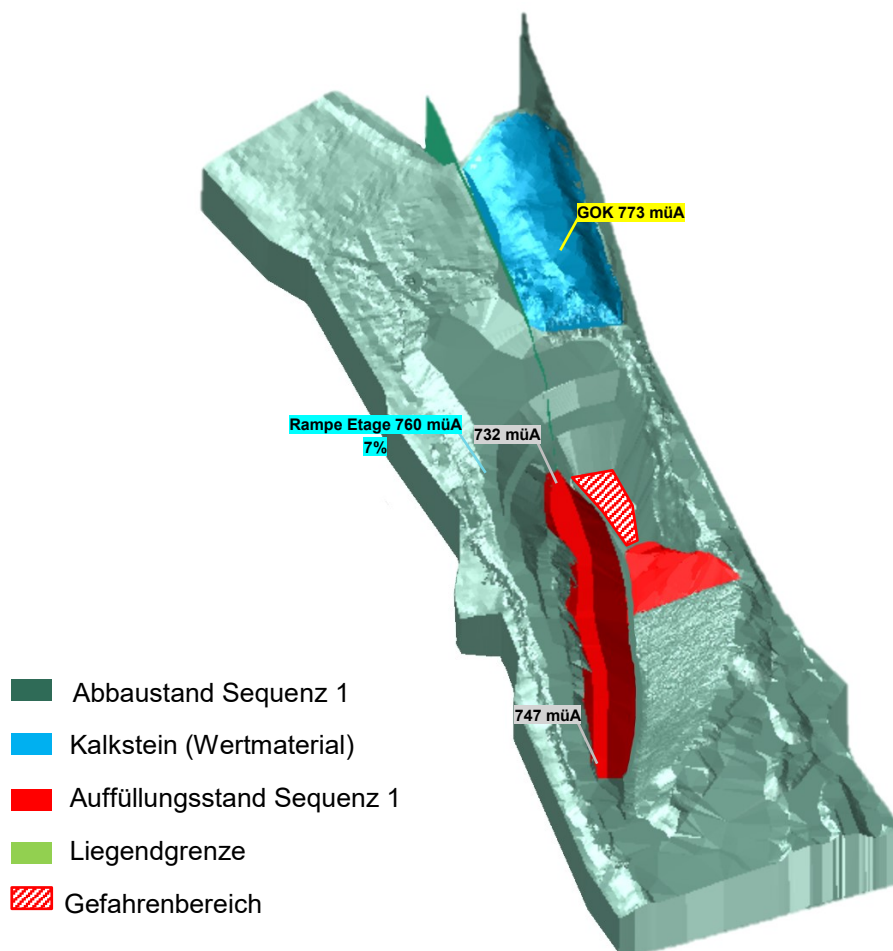 GOK 773 müA
Rampe Etage 760 müA
7%
732 müA
747 müA
Abbaustand Sequenz 1
Kalkstein (Wertmaterial)
Auffüllungsstand Sequenz 1
Liegendgrenze
Gefahrenbereich